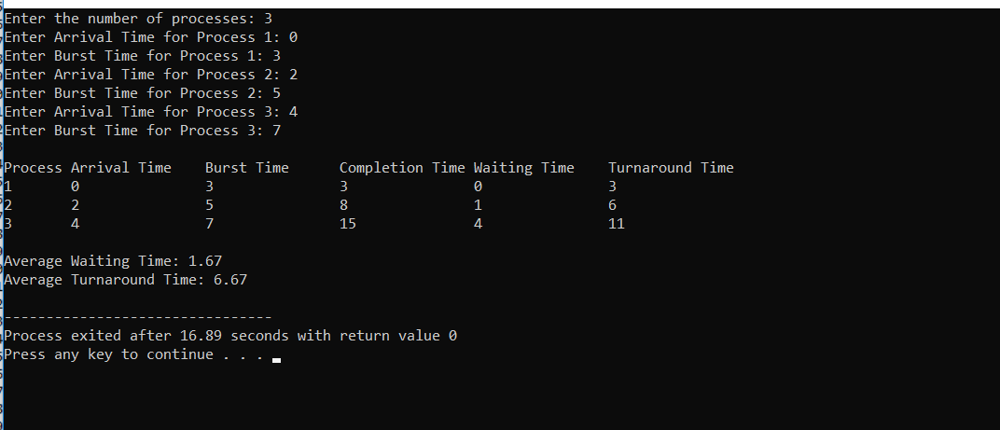 Enter the number of processes: 3
Enter Arrival Time for Process 1: 0
Enter Burst Time for Process 1: 3
Enter Arrival Time for Process 2: 2
Enter Burst Time for Process 2: 5
Enter Arrival Time for Process 3: 4
Enter Burst Time for Process 3: 7
Process Arrival Time    Burst Time      Completion Time Waiting Time    Turnaround Time
1       0               3               3               0               3
2       2               5               8               1               6
3       4               7               15              4               11
Average Waiting Time: 1.67
Average Turnaround Time: 6.67
--------------------------------
Process exited after 16.89 seconds with return value 0
Press any key to continue . . .